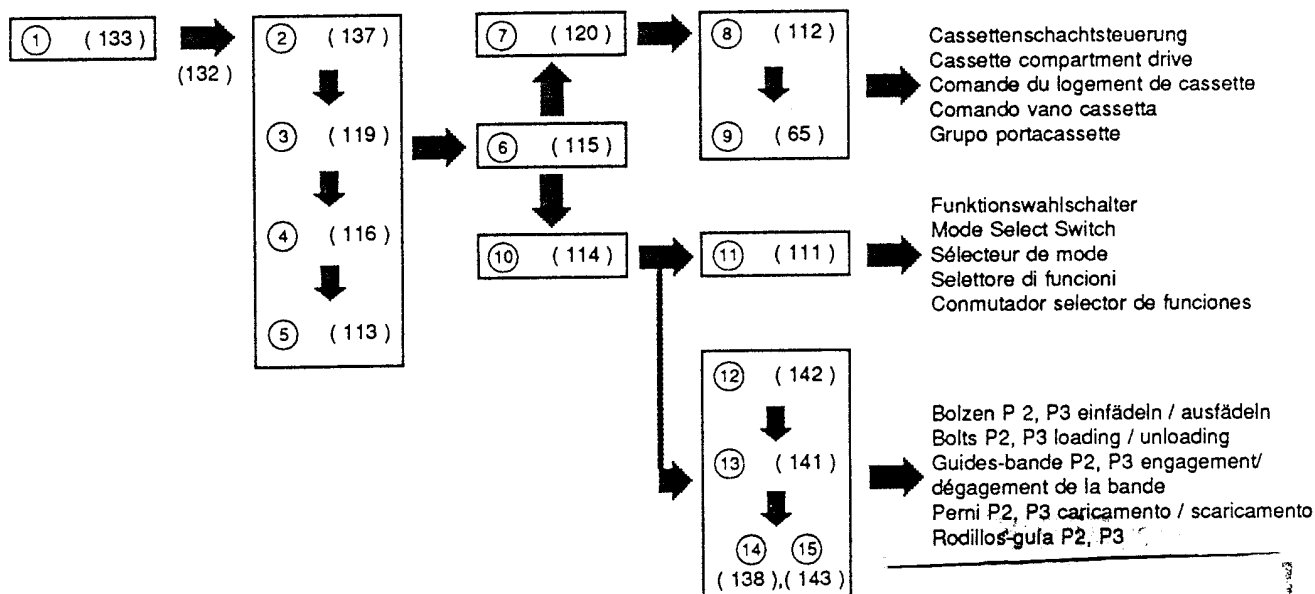 1 ( 133 )
(132)
2 ( 137 )
3 ( 119 )
4 ( 116 )
5 ( 113 )
7 ( 120 )
6 ( 115 )
10 ( 114 )
8 ( 112 )
9 ( 65 )
Cassettenschachtsteuerung
Cassette compartment drive
Comande du logement de cassette
Comando vano cassetta
Grupo portacassette
11 ( 111 )
Funktionswahlschalter
Mode Select Switch
Sélecteur de mode
Selettore di funcioni
Conmutador selector de funciones
12 ( 142 )
13 ( 141 )
14 15
( 138 ),( 143 )
Bolzen P 2, P3 einfädeln / ausfädeln
Bolts P2, P3 loading / unloading
Guides-bande P2, P3 engagement/
dégagement de la bande
Perni P2, P3 caricamento / scaricamento
Rodillos-guía P2, P3